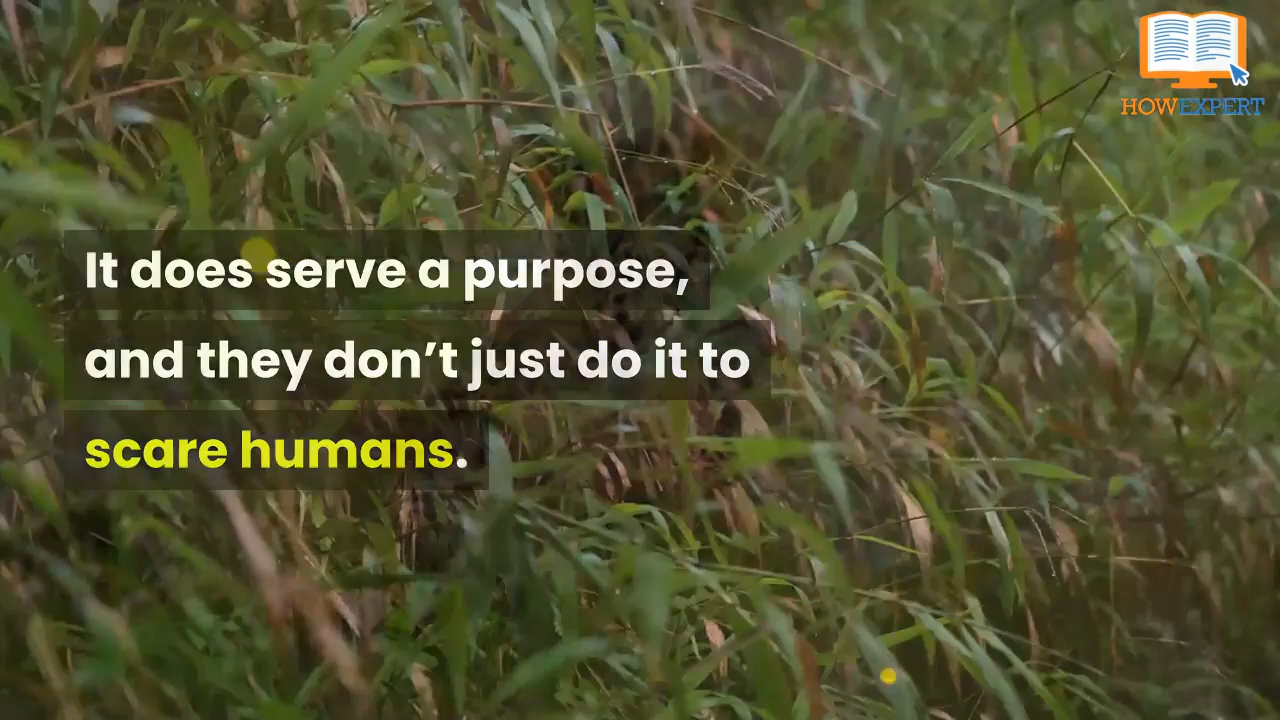 HOWEXPERT
It does serve a purpose,
and they don’t just do it to
scare humans.